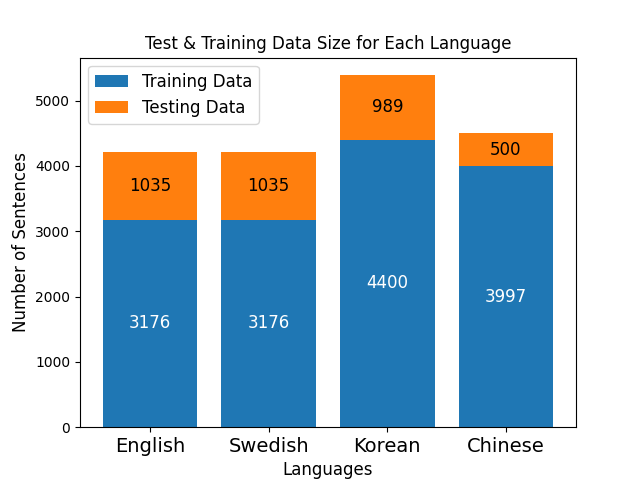 Test & Training Data Size for Each Language
Training Data
Testing Data
Number of Sentences
5000
4000
3000
2000
1000
0
1035
1035
989
500
3176
3176
4400
3997
English
Swedish
Korean
Chinese
Languages